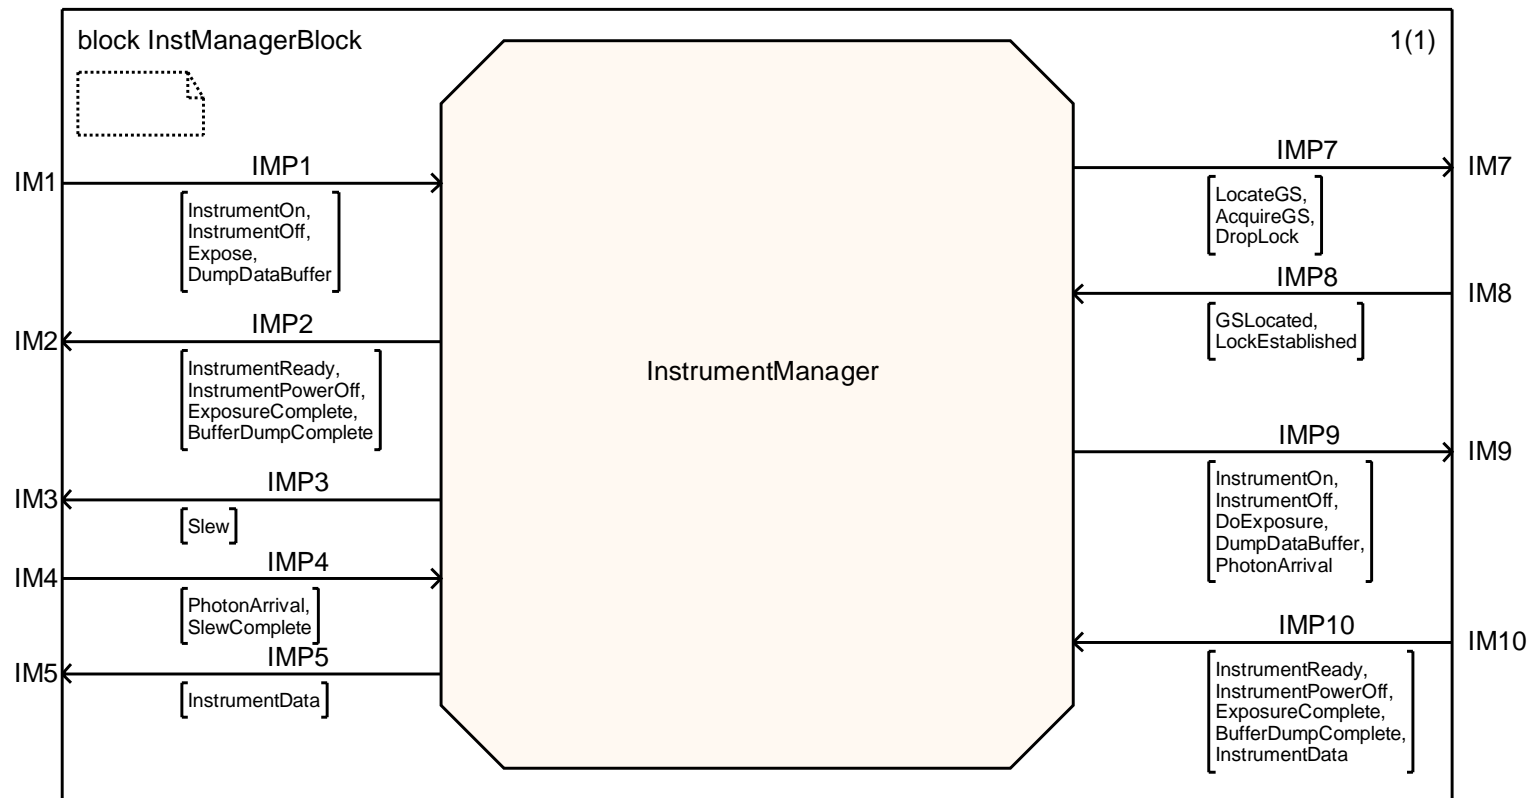 block InstManagerBlock
1(1)
IM1
IMP1
InstrumentOn,
InstrumentOff,
Expose,
DumpDataBuffer
IM2
IMP2
InstrumentReady,
InstrumentPowerOff,
ExposureComplete,
BufferDumpComplete
IM3
IMP3
Slew
IM4
IMP4
PhotonArrival,
SlewComplete
IM5
IMP5
InstrumentData
InstrumentManager
IMP7
IM7
LocateGS,
AcquireGS,
DropLock
IMP8
IM8
GSLocated,
LockEstablished
IMP9
IM9
InstrumentOn,
InstrumentOff,
DoExposure,
DumpDataBuffer,
PhotonArrival
IMP10
IM10
InstrumentReady,
InstrumentPowerOff,
ExposureComplete,
BufferDumpComplete,
InstrumentData